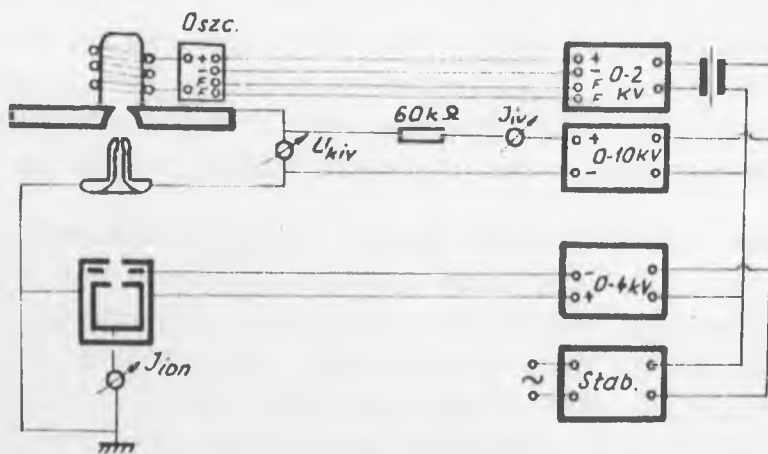 Oszc.
+
−
F
F
+
−
F
F
0-2
KV
60kΩ
Jiv
Ukiv
+
−
0-10kV
−
+
0-4kV
Jion
~
Stab.